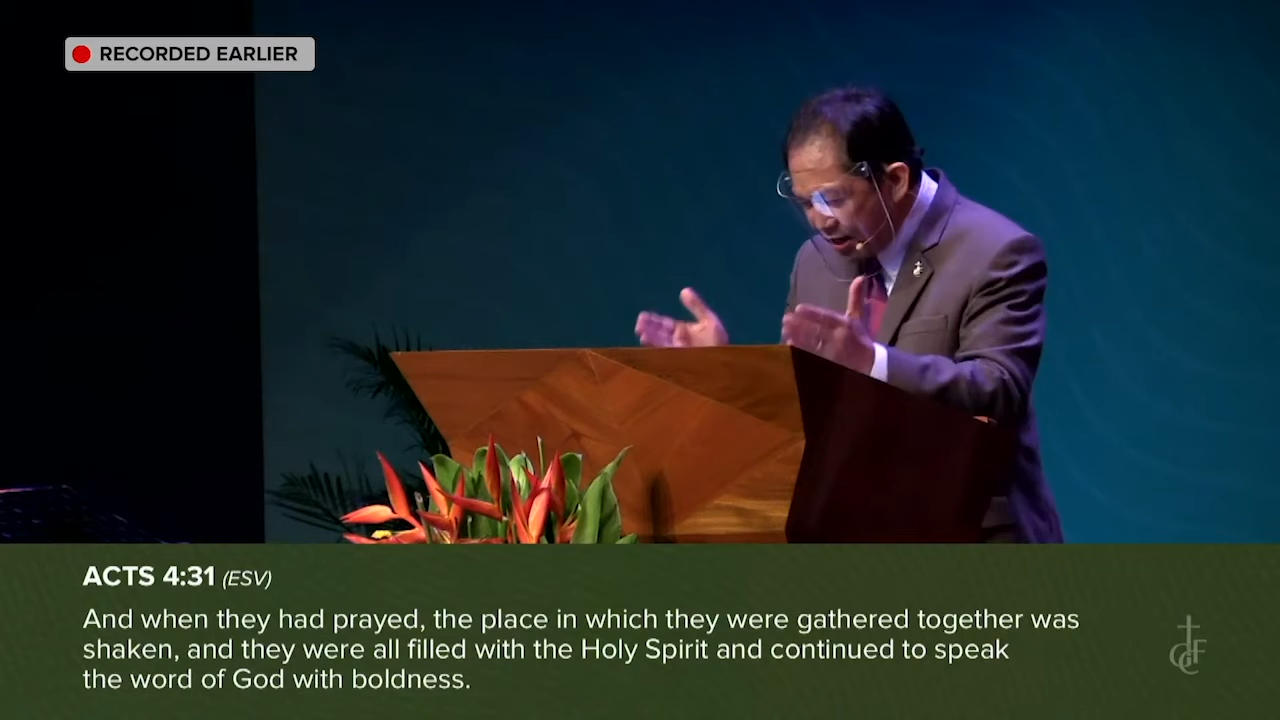 RECORDED EARLIER
ACTS 4:31 (ESV)
And when they had prayed, the place in which they were gathered together was
shaken, and they were all filled with the Holy Spirit and continued to speak
the word of God with boldness.